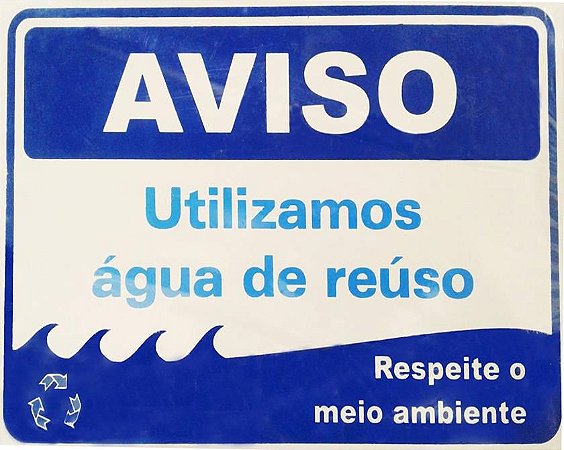 AVISO
Utilizamos
água de reúso
Respeite o
meio ambiente